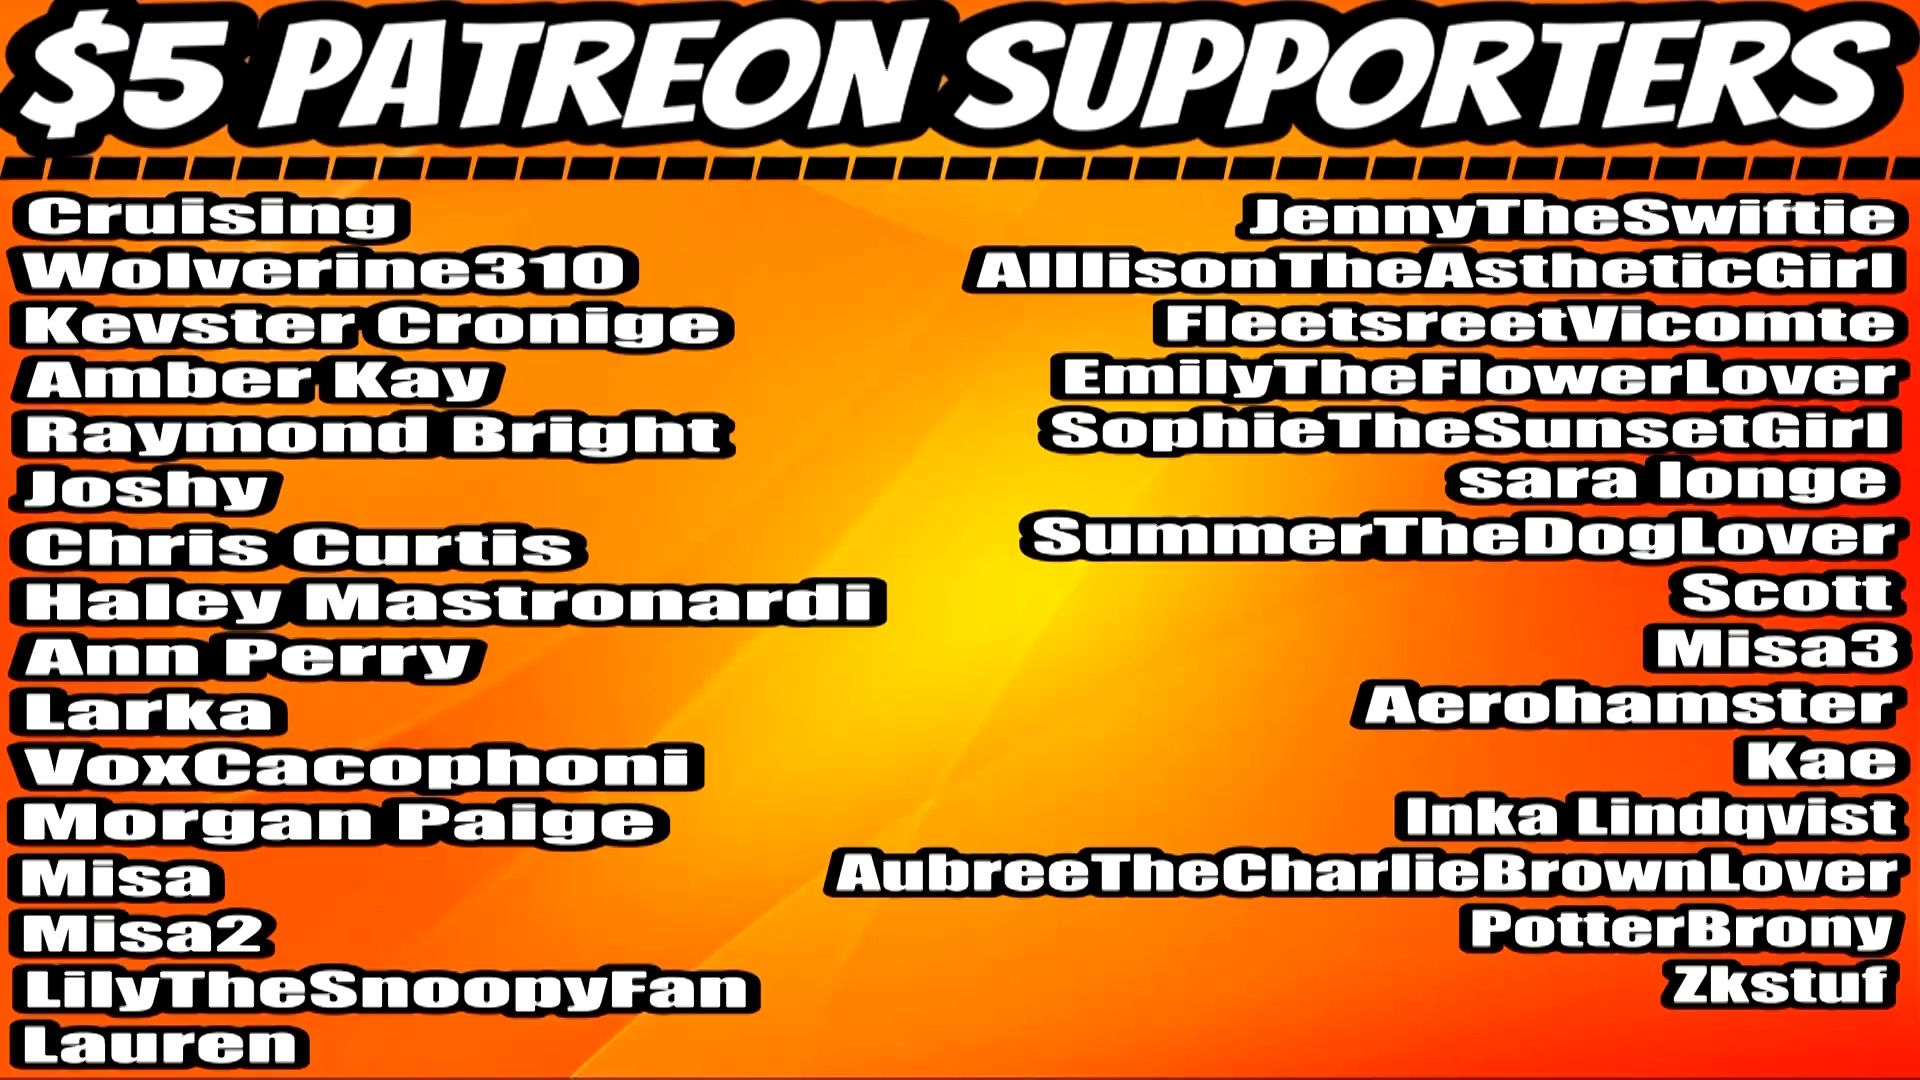 $5 PATREON SUPPORTERS
Cruising
Wolverine310
Kevster Cronige
Amber Kay
Raymond Bright
Joshy
Chris Curtis
Haley Mastronardi
Ann Perry
Larka
VoxCacophoni
Morgan Paige
Misa
Misa2
LilyTheSnoopyFan
Lauren
JennyTheSwiftie
AlllisonTheAstheticGirl
FleetsreetVicomte
EmilyTheFlowerLover
SophieTheSunsetGirl
sara longe
SummerTheDogLover
Scott
Misa3
Aerohamster
Kae
Inka Lindqvist
AubreeTheCharlieBrownLover
PotterBrony
Zkstuf